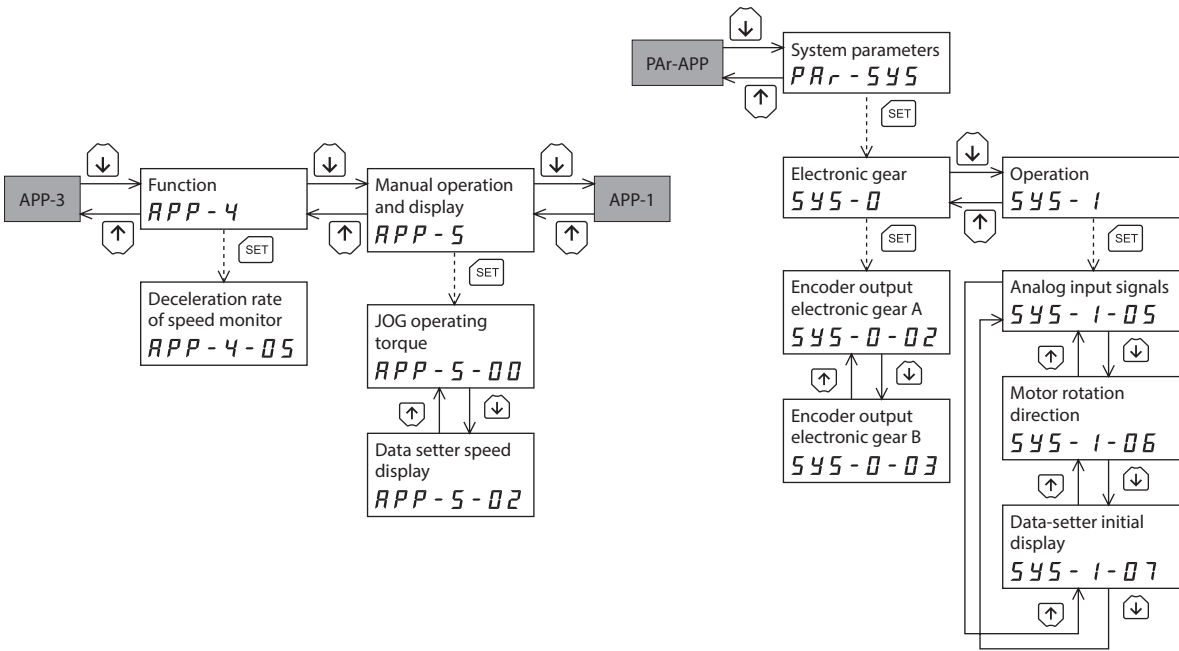 APP-3
Function
APP-4
SET
Deceleration rate
of speed monitor
APP-4-05
Manual operation
and display
APP-5
SET
JOG operating
torque
APP-5-00
Data setter speed
display
APP-5-02
APP-1
PAr-APP
System parameters
PAr-SYS
SET
Electronic gear
SYS-0
SET
Encoder output
electronic gear A
SYS-0-02
Encoder output
electronic gear B
SYS-0-03
Operation
SYS-1
SET
Analog input signals
SYS-1-05
Motor rotation
direction
SYS-1-06
Data-setter initial
display
SYS-1-07